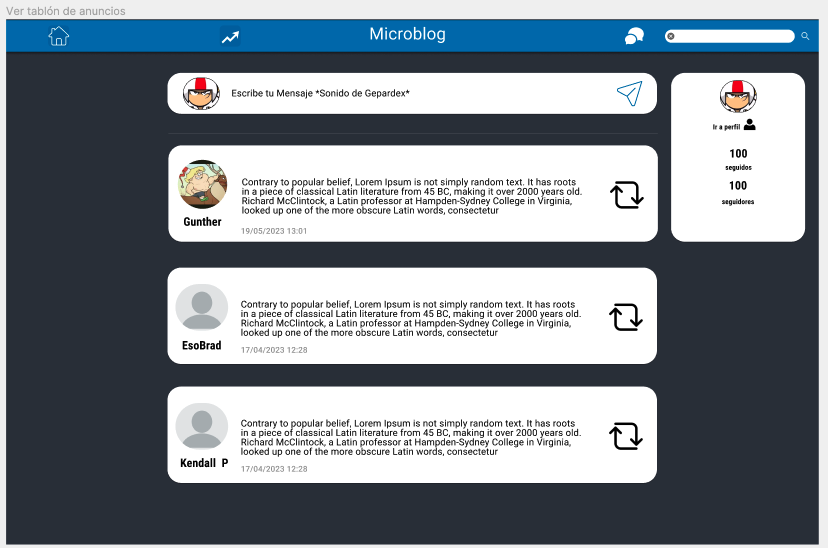 Ver tablón de anuncios
Microblog
Escribe tu Mensaje *Sonido de Gepardex*
Ir a perfil
100
seguidos
100
seguidores
Contrary to popular belief, Lorem Ipsum is not simply random text. It has roots
in a piece of classical Latin literature from 45 BC, making it over 2000 years old.
Richard McClintock, a Latin professor at Hampden-Sydney College in Virginia,
looked up one of the more obscure Latin words, consectetur
Gunther
19/05/2023 13:01
Contrary to popular belief, Lorem Ipsum is not simply random text. It has roots
in a piece of classical Latin literature from 45 BC, making it over 2000 years old.
Richard McClintock, a Latin professor at Hampden-Sydney College in Virginia,
looked up one of the more obscure Latin words, consectetur
EsoBrad
17/04/2023 12:28
Contrary to popular belief, Lorem Ipsum is not simply random text. It has roots
in a piece of classical Latin literature from 45 BC, making it over 2000 years old.
Richard McClintock, a Latin professor at Hampden-Sydney College in Virginia,
looked up one of the more obscure Latin words, consectetur
Kendall P
17/04/2023 12:28